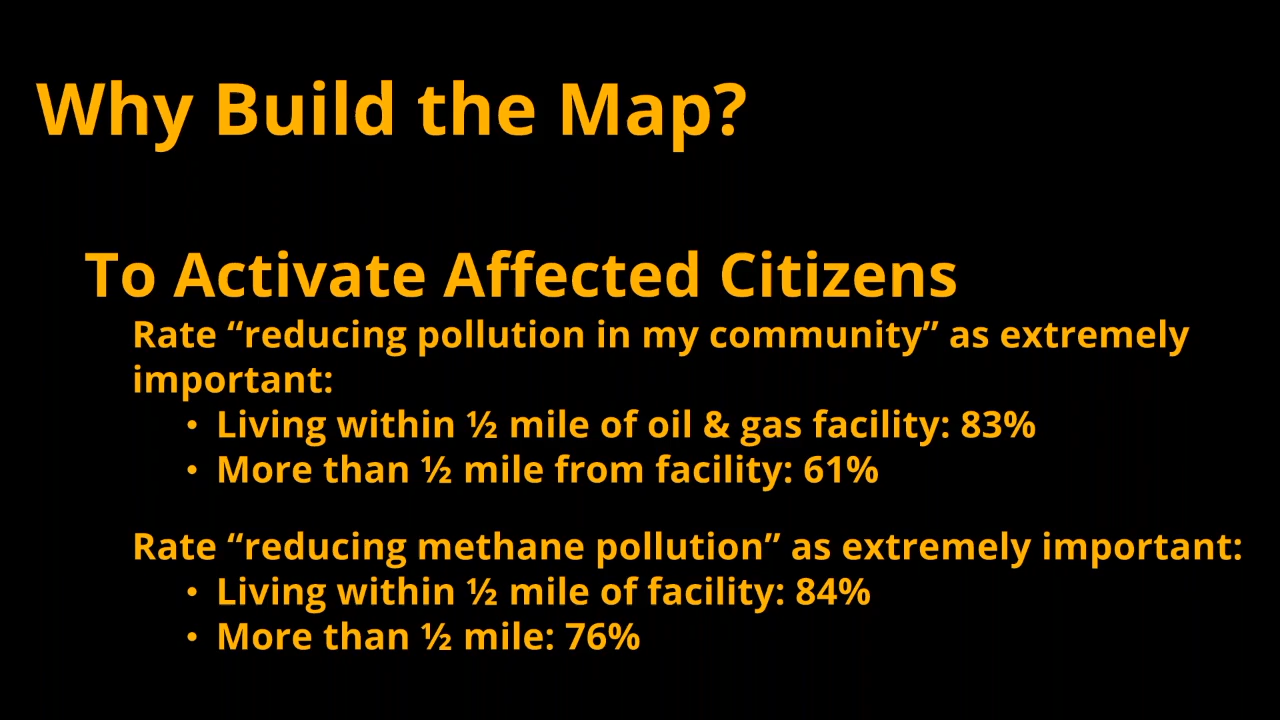 Why Build the Map?
To Activate Affected Citizens
Rate “reducing pollution in my community” as extremely
important:
• Living within ½ mile of oil & gas facility: 83%
• More than ½ mile from facility: 61%
Rate “reducing methane pollution” as extremely important:
• Living within ½ mile of facility: 84%
• More than ½ mile: 76%